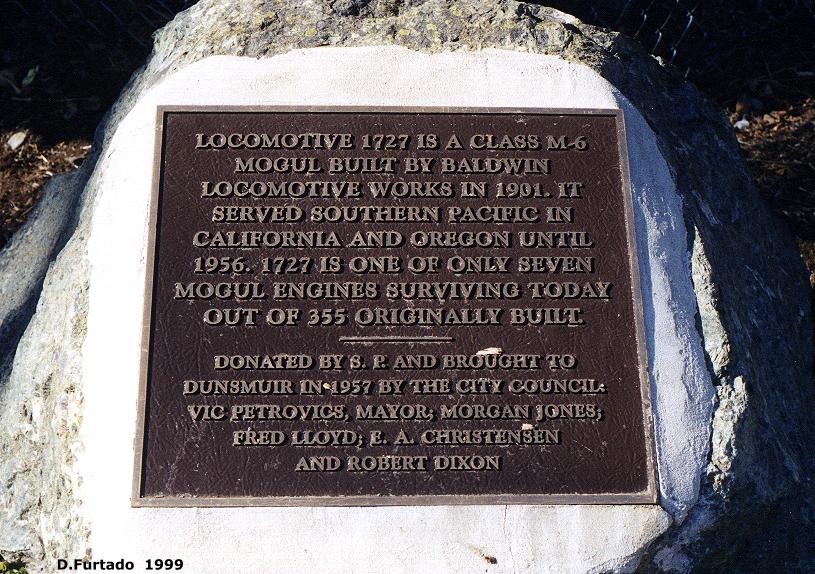 LOCOMOTIVE 1727 IS A CLASS M-6
MOGUL BUILT BY BALDWIN
LOCOMOTIVE WORKS IN 1901. IT
SERVED SOUTHERN PACIFIC IN
CALIFORNIA AND OREGON UNTIL
1956. 1727 IS ONE OF ONLY SEVEN
MOGUL ENGINES SURVIVING TODAY
OUT OF 355 ORIGINALLY BUILT.
DONATED BY S. P. AND BROUGHT TO
DUNSMUIR IN 1957 BY THE CITY COUNCIL:
VIC PETROVICS, MAYOR; MORGAN JONES;
FRED LLOYD; E. A. CHRISTENSEN
AND ROBERT DIXON
D.Furtado 1999